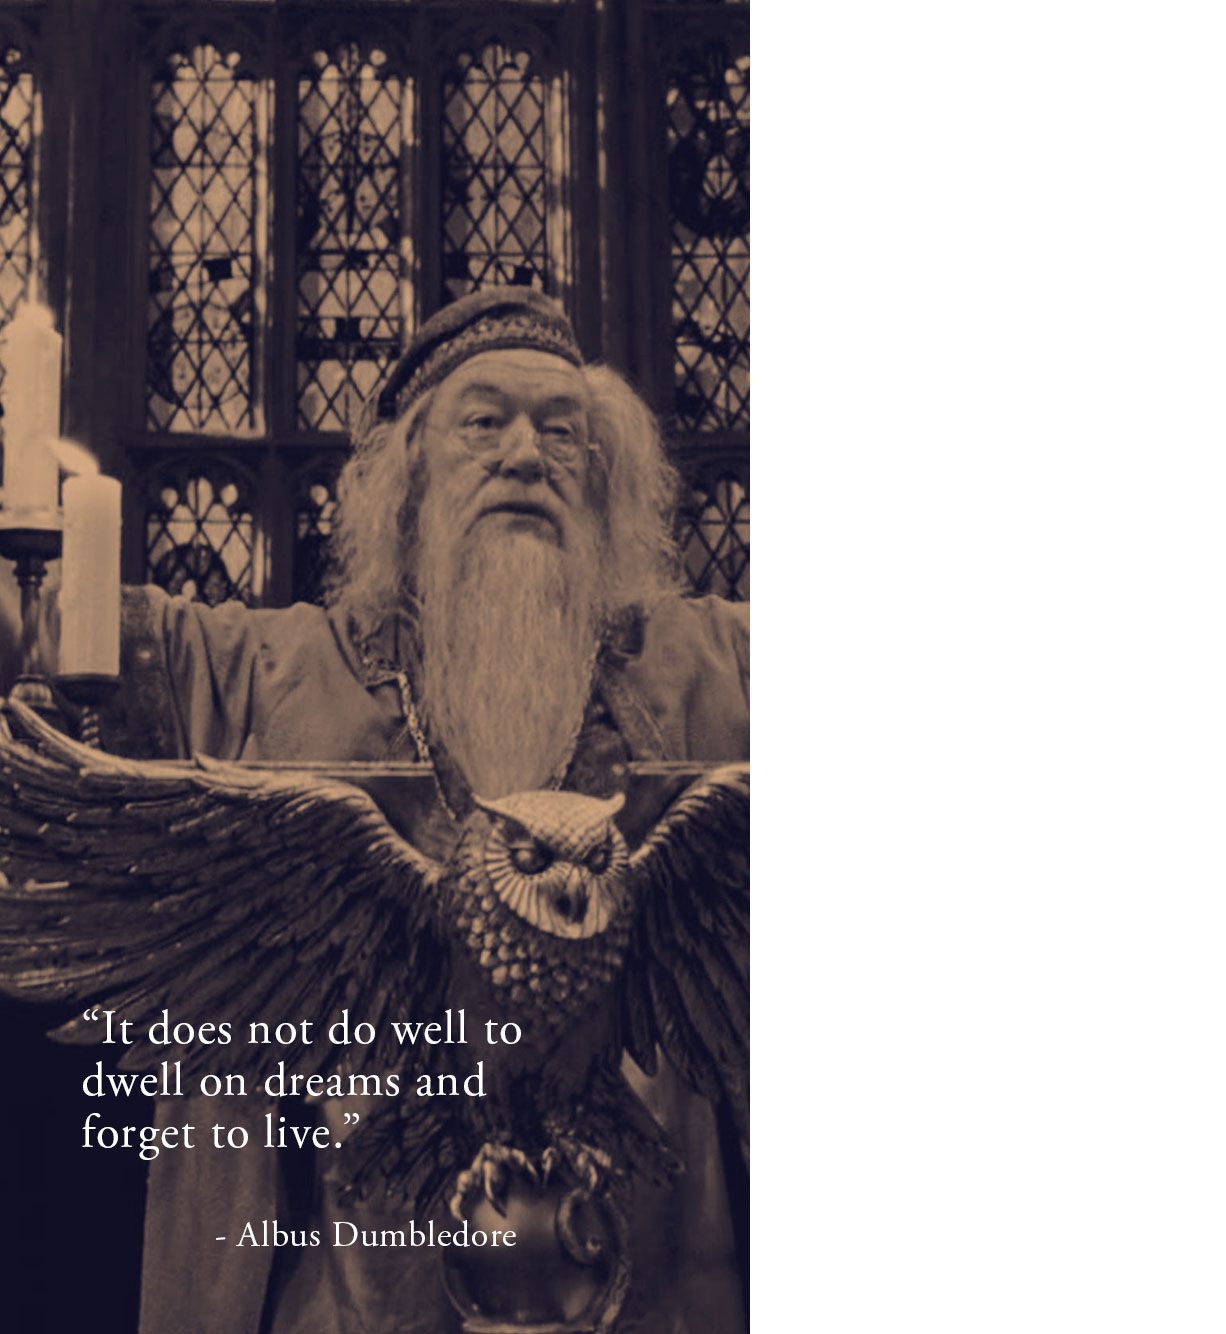 “It does not do well to
dwell on dreams and
forget to live.”
- Albus Dumbledore